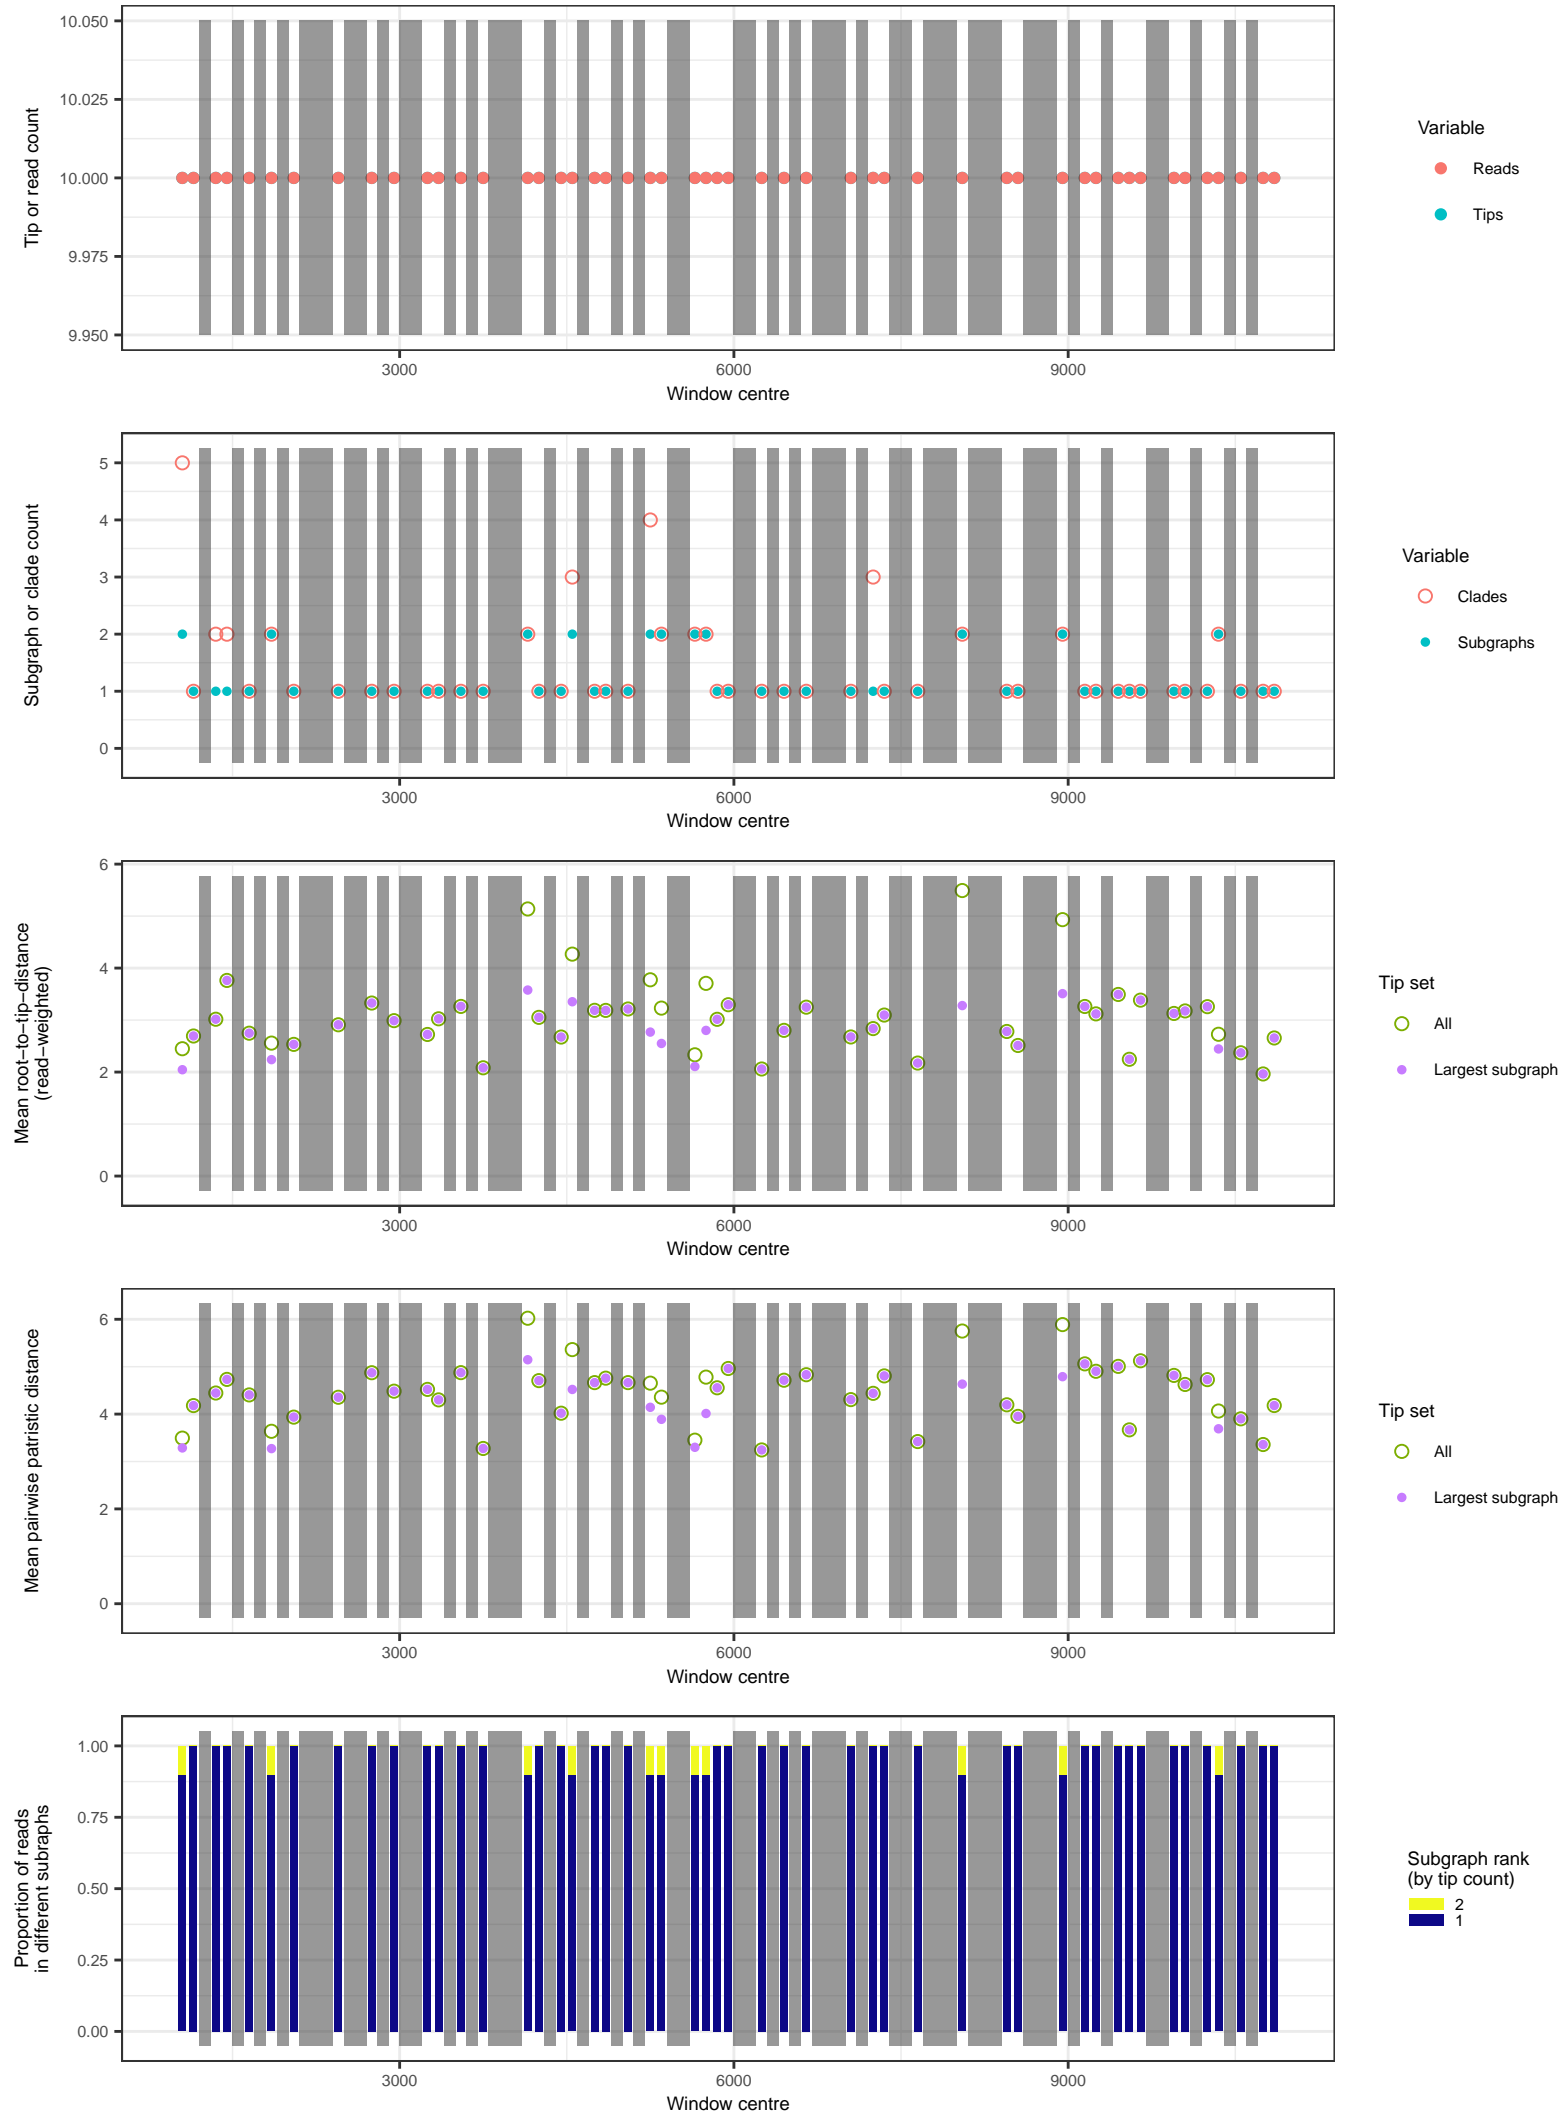 10.050
10.025
10.000
9.975
9.950
Tip or read count
3000
6000
9000
Window centre
Variable
Reads
Tips
5
4
3
2
1
0
Subgraph or clade count
3000
6000
9000
Window centre
Variable
Clades
Subgraphs
6
4
2
0
Mean root−to−tip−distance
(read−weighted)
3000
6000
9000
Window centre
Tip set
All
Largest subgraph
6
4
2
0
Mean pairwise patristic distance
3000
6000
9000
Window centre
Tip set
All
Largest subgraph
1.00
0.75
0.50
0.25
0.00
Proportion of reads
in different subraphs
3000
6000
9000
Window centre
Subgraph rank
(by tip count)
2
1